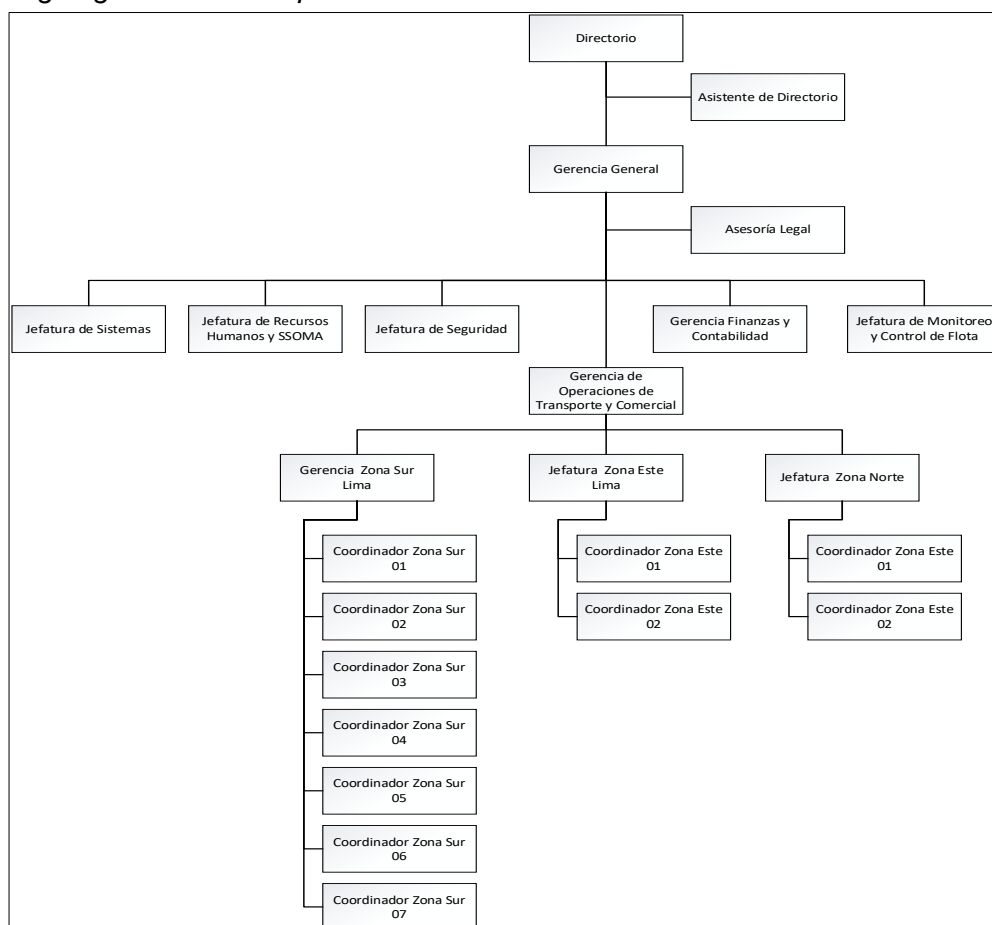 Directorio
Asistente de Directorio
Gerencia General
Asesoría Legal
Jefatura de Sistemas
Jefatura de Recursos
Humanos y SSOMA
Jefatura de Seguridad
Gerencia Finanzas y
Contabilidad
Jefatura de Monitoreo
y Control de Flota
Gerencia de
Operaciones de
Transporte y Comercial
Gerencia Zona Sur
Lima
Jefatura Zona Este
Lima
Jefatura Zona Norte
Coordinador Zona Sur
01
Coordinador Zona Sur
02
Coordinador Zona Sur
03
Coordinador Zona Sur
04
Coordinador Zona Sur
05
Coordinador Zona Sur
06
Coordinador Zona Sur
07
Coordinador Zona Este
01
Coordinador Zona Este
02
Coordinador Zona Este
01
Coordinador Zona Este
02